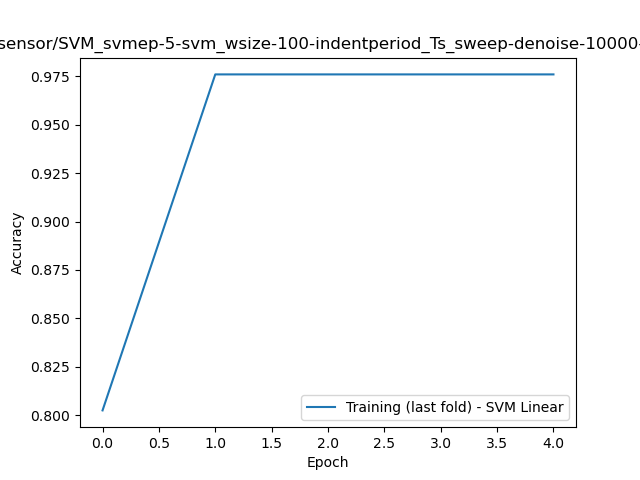 sensor/SVM_svmep-5-svm_wsize-100-indentperiod_Ts_sweep-denoise-10000-
0.975
0.950
0.925
0.900
0.875
0.850
0.825
0.800
Accuracy
Training (last fold) - SVM Linear
0.0 0.5 1.0 1.5 2.0 2.5 3.0 3.5 4.0
Epoch